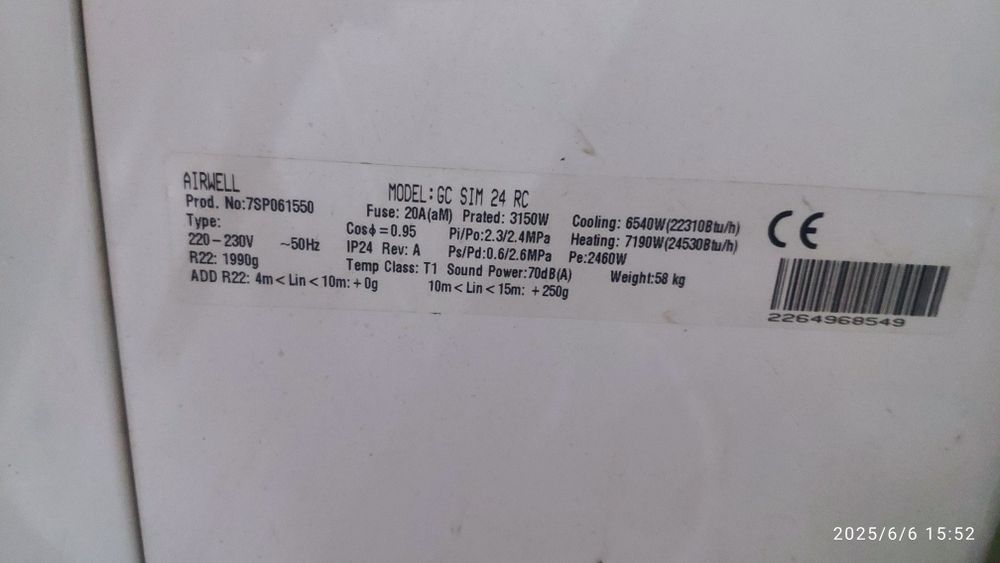 AIRWELL
MODEL: GC SIM 24 RC
Prod. No:7SP061550
Fuse: 20A(aM) Prated: 3150W Cooling: 6540W(22310Btu/h)
Type:
Cosϕ=0.95 Pi/Po:2.3/2.4MPa Heating: 7190W(24530Btu/h)
220-230V ~50Hz IP24 Rev: A Ps/Pd:0.6/2.6MPa Pe:2460W
R22: 1990g Temp Class: T1 Sound Power:70dB(A) Weight:58 kg
ADD R22: 4m< Lin < 10m: +0g 10m< Lin < 15m: +250g
CE
2264968549
2025/6/6 15:52